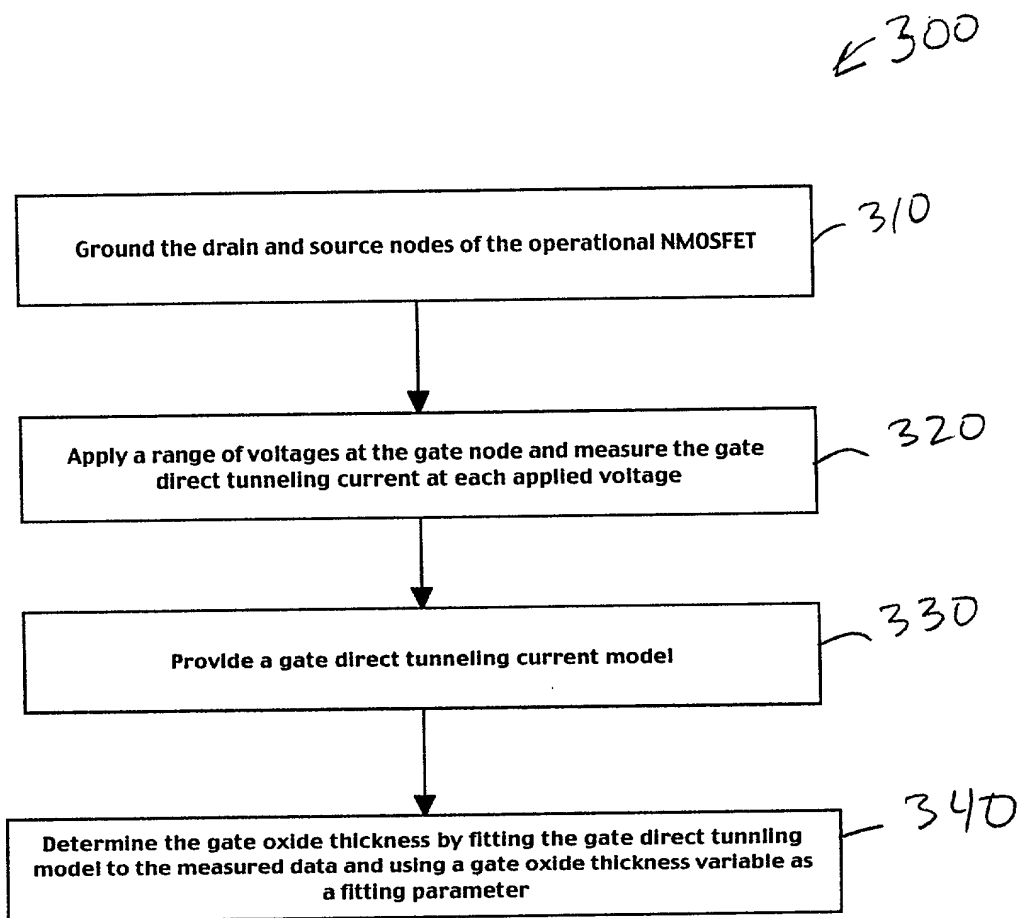 300
Ground the drain and source nodes of the operational NMOSFET
310
Apply a range of voltages at the gate node and measure the gate
direct tunneling current at each applied voltage
320
Provide a gate direct tunneling current model
330
Determine the gate oxide thickness by fitting the gate direct tunnling
model to the measured data and using a gate oxide thickness variable as
a fitting parameter
340